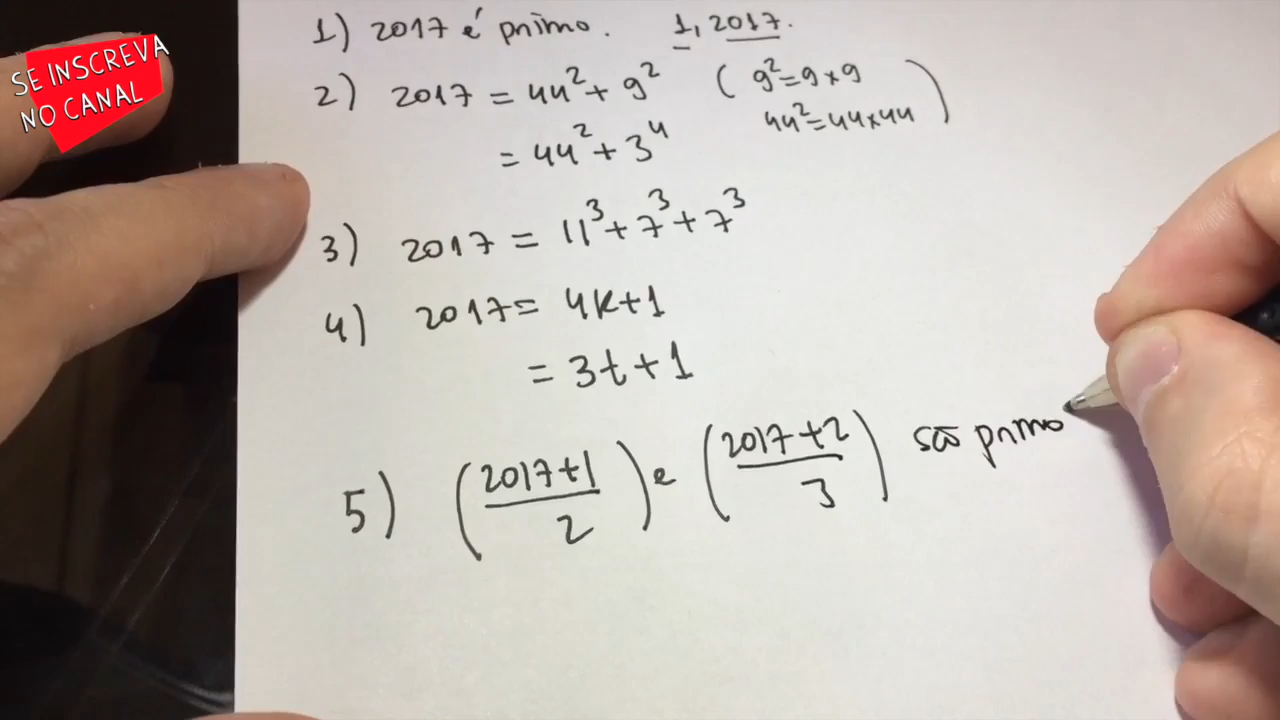 SE INSCREVA
NO CANAL
1) 2017 é primo. 1, 2017.
2) 2017 = 44² + 9² ( 9² = 9 x 9
44² = 44 x 44 )
= 44² + 3⁴
3) 2017 = 11³ + 7³ + 7³
4) 2017 = 4k + 1
= 3t + 1
5) ( 2017+1 / 2 ) e ( 2017+2 / 3 ) são primo